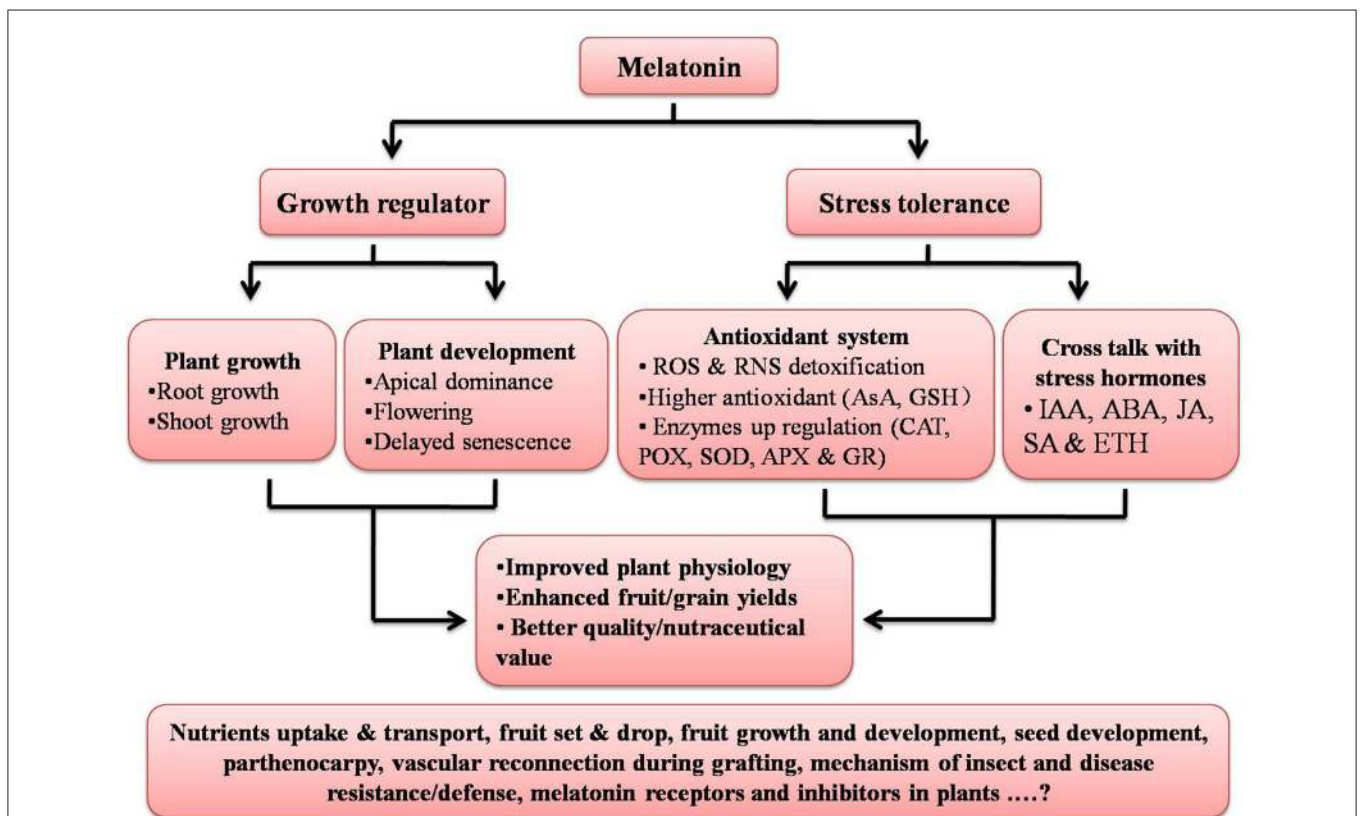 Melatonin
Growth regulator
Stress tolerance
Plant growth
•Root growth
•Shoot growth
Plant development
•Apical dominance
•Flowering
•Delayed senescence
Antioxidant system
• ROS & RNS detoxification
•Higher antioxidant (AsA, GSH）
• Enzymes up regulation (CAT,
POX, SOD, APX & GR)
Cross talk with
stress hormones
• IAA, ABA, JA,
SA & ETH
•Improved plant physiology
•Enhanced fruit/grain yields
• Better quality/nutraceutical
value
Nutrients uptake & transport, fruit set & drop, fruit growth and development, seed development,
parthenocarpy, vascular reconnection during grafting, mechanism of insect and disease
resistance/defense, melatonin receptors and inhibitors in plants ….?